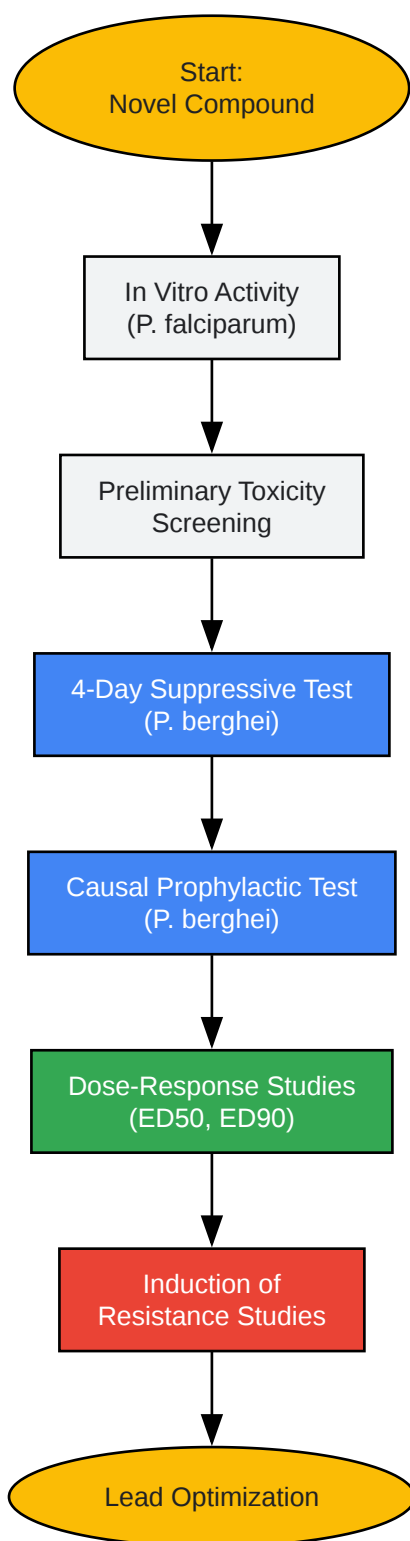 Start:
Novel Compound
In Vitro Activity
(P. falciparum)
Preliminary Toxicity
Screening
4-Day Suppressive Test
(P. berghei)
Causal Prophylactic Test
(P. berghei)
Dose-Response Studies
(ED50, ED90)
Induction of
Resistance Studies
Lead Optimization